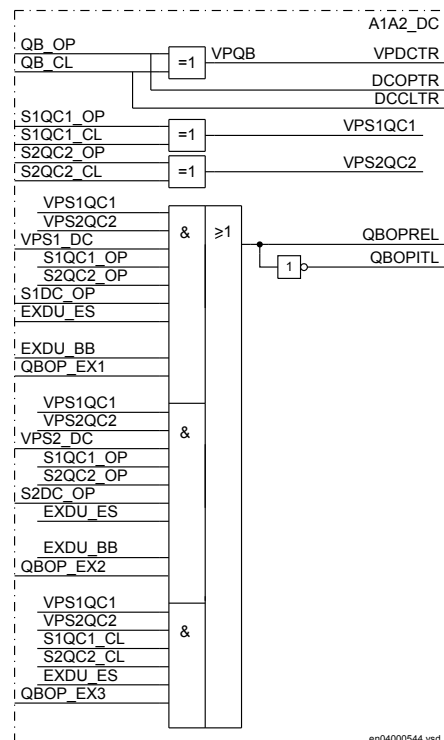 A1A2_DC
QB_OP
QB_CL
=1
VPQB
VPDCTR
DCOPTR
DCCLTR
S1QC1_OP
S1QC1_CL
=1
VPS1QC1
S2QC2_OP
S2QC2_CL
=1
VPS2QC2
VPS1QC1
VPS2QC2
VPS1_DC
S1QC1_OP
S2QC2_OP
S1DC_OP
EXDU_ES
EXDU_BB
QBOP_EX1
&
≥1
QBOPREL
QBOPITL
1
VPS1QC1
VPS2QC2
VPS2_DC
S1QC1_OP
S2QC2_OP
S2DC_OP
EXDU_ES
EXDU_BB
QBOP_EX2
&
VPS1QC1
VPS2QC2
S1QC1_CL
S2QC2_CL
EXDU_ES
QBOP_EX3
&
en04000544.vsd